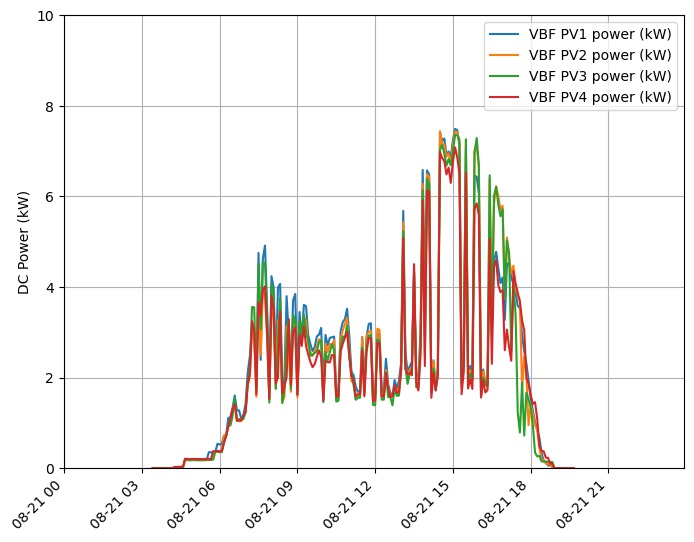 10
8
6
4
2
0
DC Power (kW)
VBF PV1 power (kW)
VBF PV2 power (kW)
VBF PV3 power (kW)
VBF PV4 power (kW)
08-21 00
08-21 03
08-21 06
08-21 09
08-21 12
08-21 15
08-21 18
08-21 21